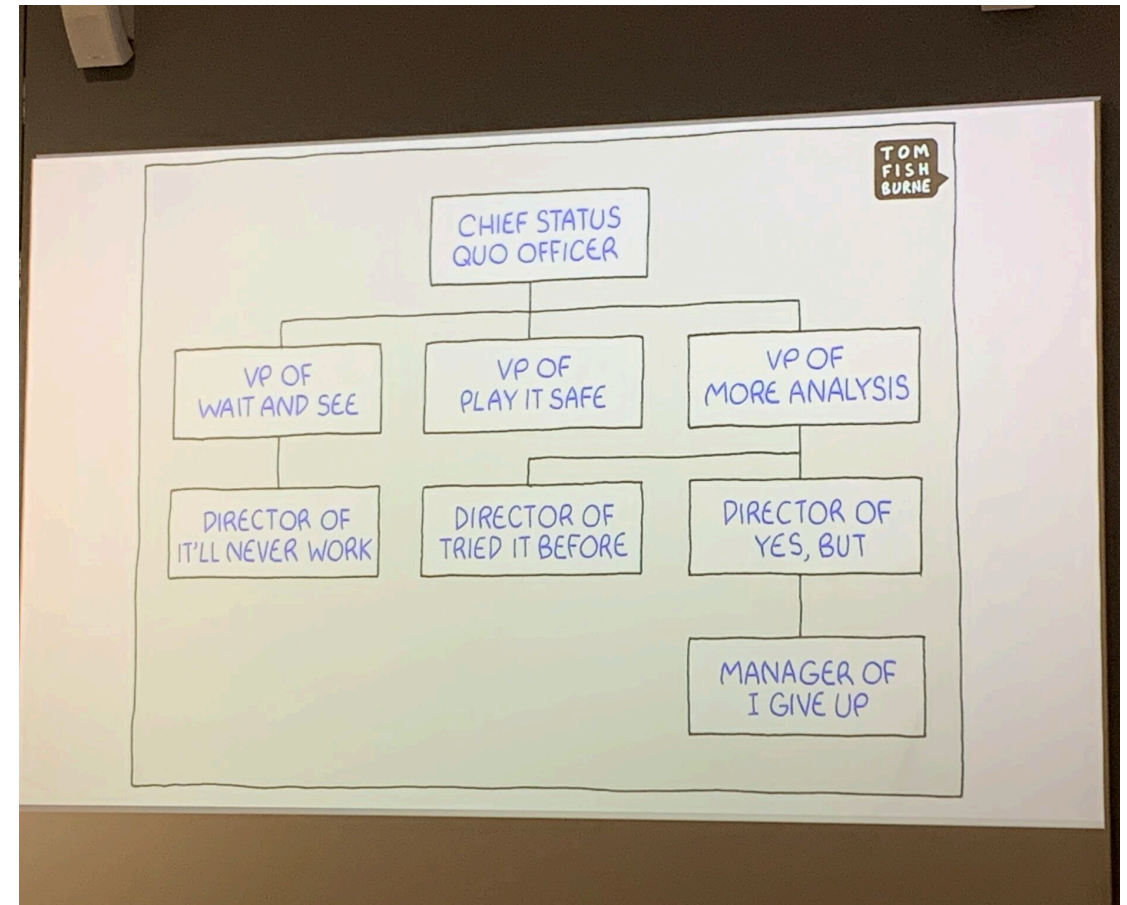 TOM
FISH
BURNE
CHIEF STATUS
QUO OFFICER
VP OF
WAIT AND SEE
VP OF
PLAY IT SAFE
VP OF
MORE ANALYSIS
DIRECTOR OF
IT'LL NEVER WORK
DIRECTOR OF
TRIED IT BEFORE
DIRECTOR OF
YES, BUT
MANAGER OF
I GIVE UP